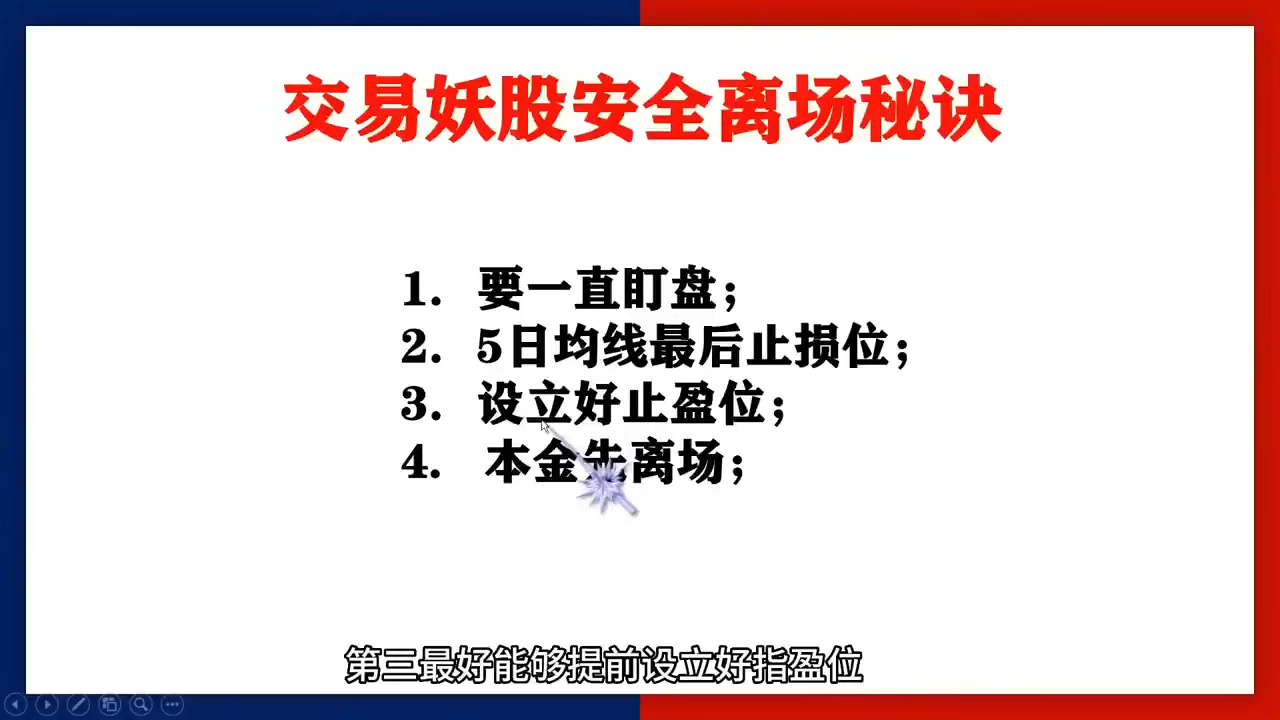 交易妖股安全离场秘诀
1. 要一直盯盘；
2. 5日均线最后止损位；
3. 设立好止盈位；
4. 本金先离场；
第三最好能够提前设立好指盈位